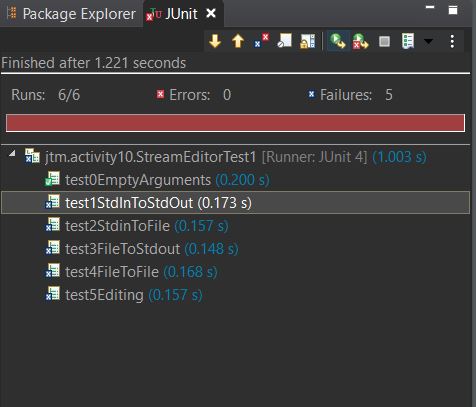 Package Explorer JUnit
Finished after 1.221 seconds
Runs: 6/6 Errors: 0 Failures: 5
jtm.activity10.StreamEditorTest1 [Runner: JUnit 4] (1.003 s)
test0EmptyArguments (0.200 s)
test1StdInToStdOut (0.173 s)
test2StdinToFile (0.157 s)
test3FileToStdout (0.148 s)
test4FileToFile (0.168 s)
test5Editing (0.157 s)